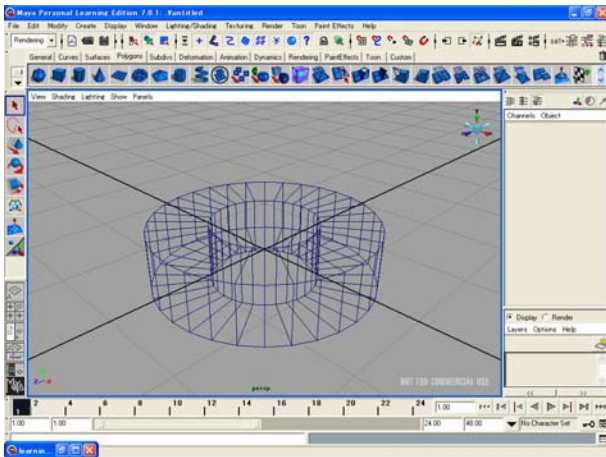 Maya Personal Learning Edition 7.0.1: .\untitled
File Edit Modify Create Display Window Lighting/Shading Texturing Render Toon Paint Effects Help
Rendering
sel=
General Curves Surfaces Polygons Subdivs Deformation Animation Dynamics Rendering PaintEffects Toon Custom
View Shading Lighting Show Panels
Channels Object
Display Render
Layers Options Help
persp
NOT FOR COMMERCIAL USE
2 4 6 8 10 12 14 16 18 20 22 24 1.00
1.00 1.00 24.00 48.00 No Character Set
learnin...